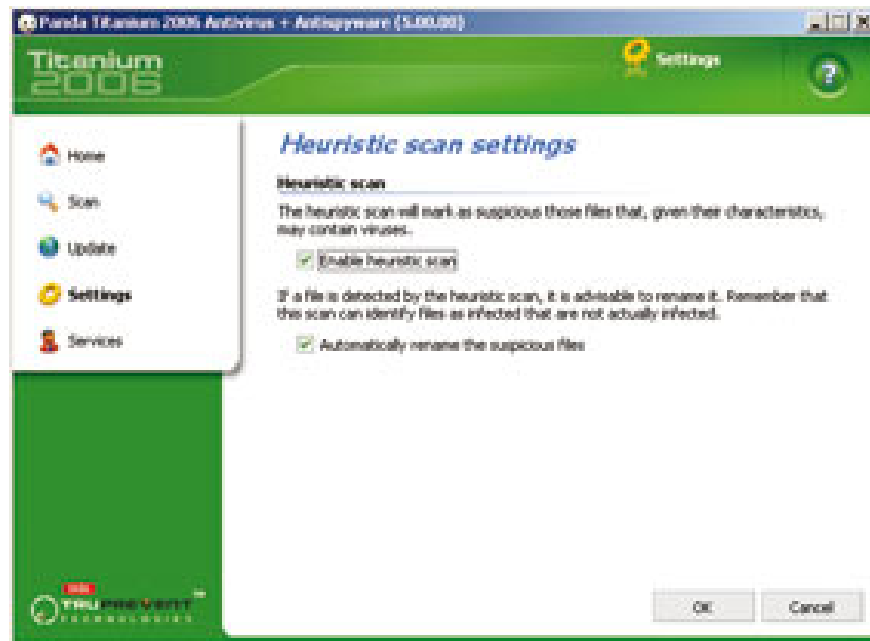 Panda Titanium 2006 Antivirus + Antispyware (5.00.00)
Titanium
2006
Settings
?
Home
Scan
Update
Settings
Services
Heuristic scan settings
Heuristic scan
The heuristic scan will mark as suspicious those files that, given their characteristics,
may contain viruses.
Enable heuristic scan
If a file is detected by the heuristic scan, it is advisable to rename it. Remember that
this scan can identify files as infected that are not actually infected.
Automatically rename the suspicious files
TRUPREVENT™
TECHNOLOGIES
OK
Cancel